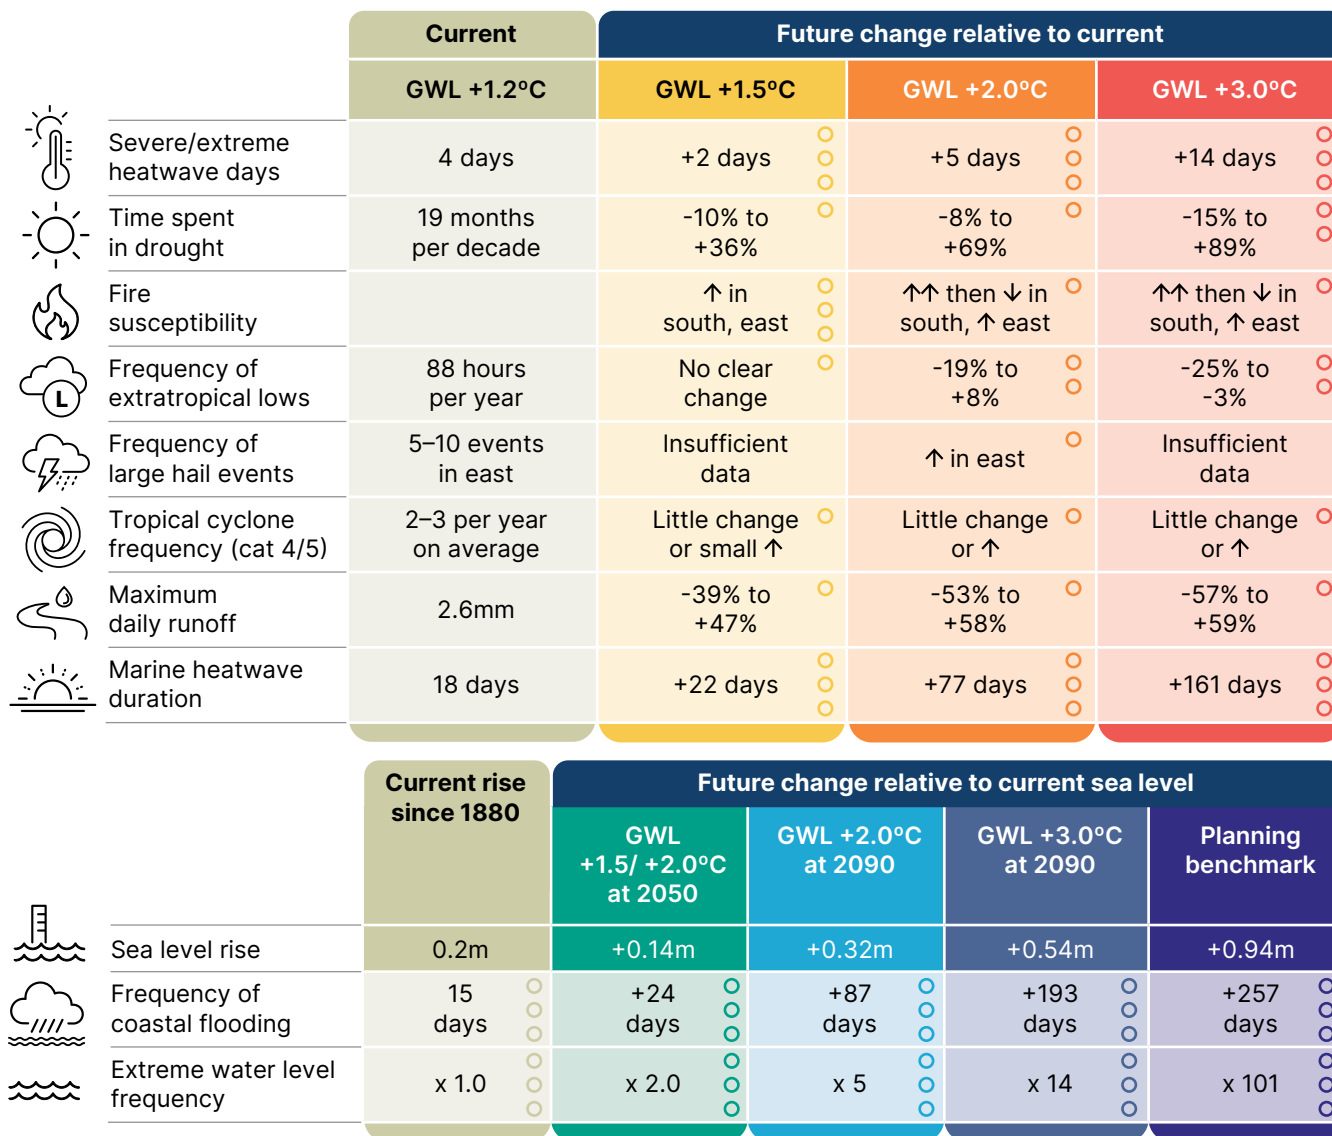 Current
Future change relative to current
GWL +1.2ºC
GWL +1.5ºC
GWL +2.0ºC
GWL +3.0ºC
Severe/extreme
heatwave days
4 days
+2 days
+5 days
+14 days
Time spent
in drought
19 months
per decade
-10% to
+36%
-8% to
+69%
-15% to
+89%
Fire
susceptibility
↑ in
south, east
↑↑ then ↓ in
south, ↑ east
↑↑ then ↓ in
south, ↑ east
Frequency of
extratropical lows
L
88 hours
per year
No clear
change
-19% to
+8%
-25% to
-3%
Frequency of
large hail events
5–10 events
in east
Insufficient
data
↑ in east
Insufficient
data
Tropical cyclone
frequency (cat 4/5)
2–3 per year
on average
Little change
or small ↑
Little change
or ↑
Little change
or ↑
Maximum
daily runoff
2.6mm
-39% to
+47%
-53% to
+58%
-57% to
+59%
Marine heatwave
duration
18 days
+22 days
+77 days
+161 days
Current rise
since 1880
Future change relative to current sea level
GWL
+1.5/ +2.0ºC
at 2050
GWL +2.0ºC
at 2090
GWL +3.0ºC
at 2090
Planning
benchmark
Sea level rise
0.2m
+0.14m
+0.32m
+0.54m
+0.94m
Frequency of
coastal flooding
15
days
+24
days
+87
days
+193
days
+257
days
Extreme water level
frequency
x 1.0
x 2.0
x 5
x 14
x 101